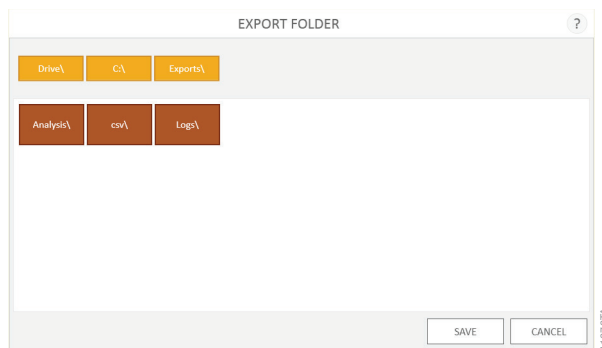 EXPORT FOLDER ?
Drive\ C:\ Exports\
Analysis\ csv\ Logs\
SAVE CANCEL